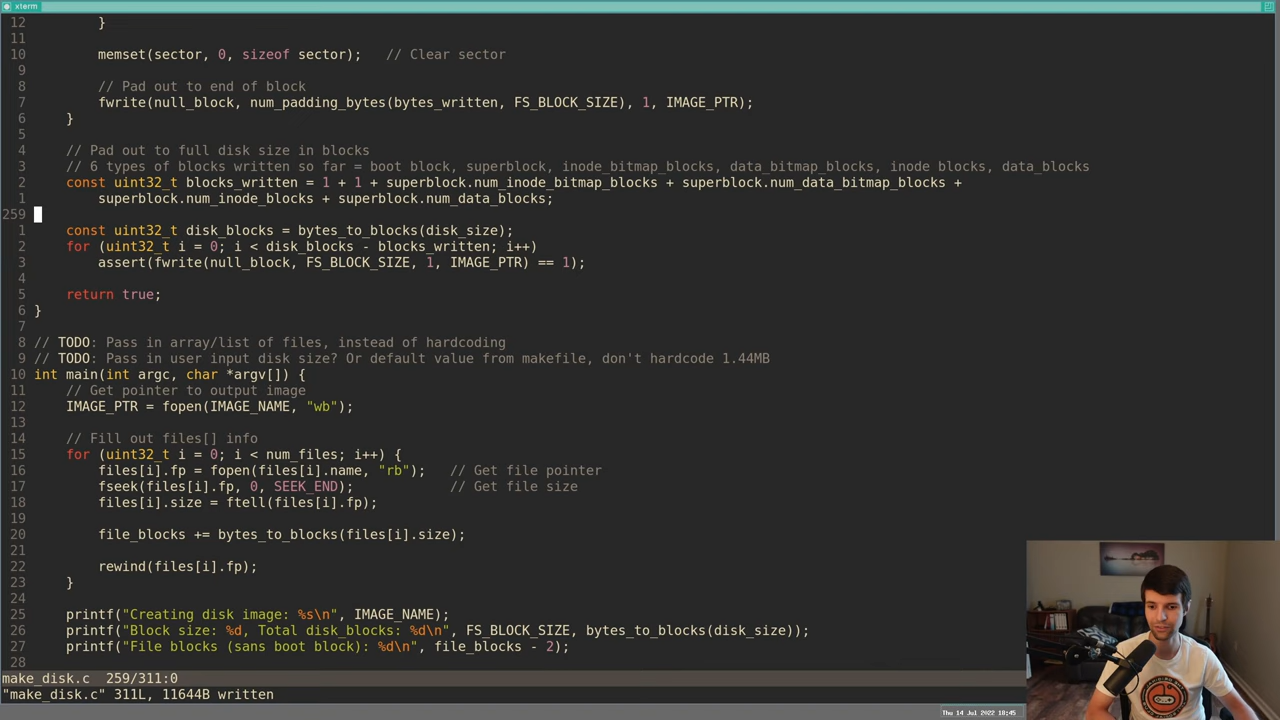 xterm
12         }
11
10         memset(sector, 0, sizeof sector);   // Clear sector
9
8         // Pad out to end of block
7         fwrite(null_block, num_padding_bytes(bytes_written, FS_BLOCK_SIZE), 1, IMAGE_PTR);
6     }
5
4     // Pad out to full disk size in blocks
3     // 6 types of blocks written so far = boot block, superblock, inode_bitmap_blocks, data_bitmap_blocks, inode blocks, data_blocks
2     const uint32_t blocks_written = 1 + 1 + superblock.num_inode_bitmap_blocks + superblock.num_data_bitmap_blocks +
1         superblock.num_inode_blocks + superblock.num_data_blocks;
259
1     const uint32_t disk_blocks = bytes_to_blocks(disk_size);
2     for (uint32_t i = 0; i < disk_blocks - blocks_written; i++)
3         assert(fwrite(null_block, FS_BLOCK_SIZE, 1, IMAGE_PTR) == 1);
4
5     return true;
6 }
7
8 // TODO: Pass in array/list of files, instead of hardcoding
9 // TODO: Pass in user input disk size? Or default value from makefile, don't hardcode 1.44MB
10 int main(int argc, char *argv[]) {
11     // Get pointer to output image
12     IMAGE_PTR = fopen(IMAGE_NAME, "wb");
13
14     // Fill out files[] info
15     for (uint32_t i = 0; i < num_files; i++) {
16         files[i].fp = fopen(files[i].name, "rb");   // Get file pointer
17         fseek(files[i].fp, 0, SEEK_END);            // Get file size
18         files[i].size = ftell(files[i].fp);
19
20         file_blocks += bytes_to_blocks(files[i].size);
21
22         rewind(files[i].fp);
23     }
24
25     printf("Creating disk image: %s\n", IMAGE_NAME);
26     printf("Block size: %d, Total disk_blocks: %d\n", FS_BLOCK_SIZE, bytes_to_blocks(disk_size));
27     printf("File blocks (sans boot block): %d\n", file_blocks - 2);
28
make_disk.c  259/311:0
"make_disk.c" 311L, 11644B written
Thu 14 Jul 2022 18:45